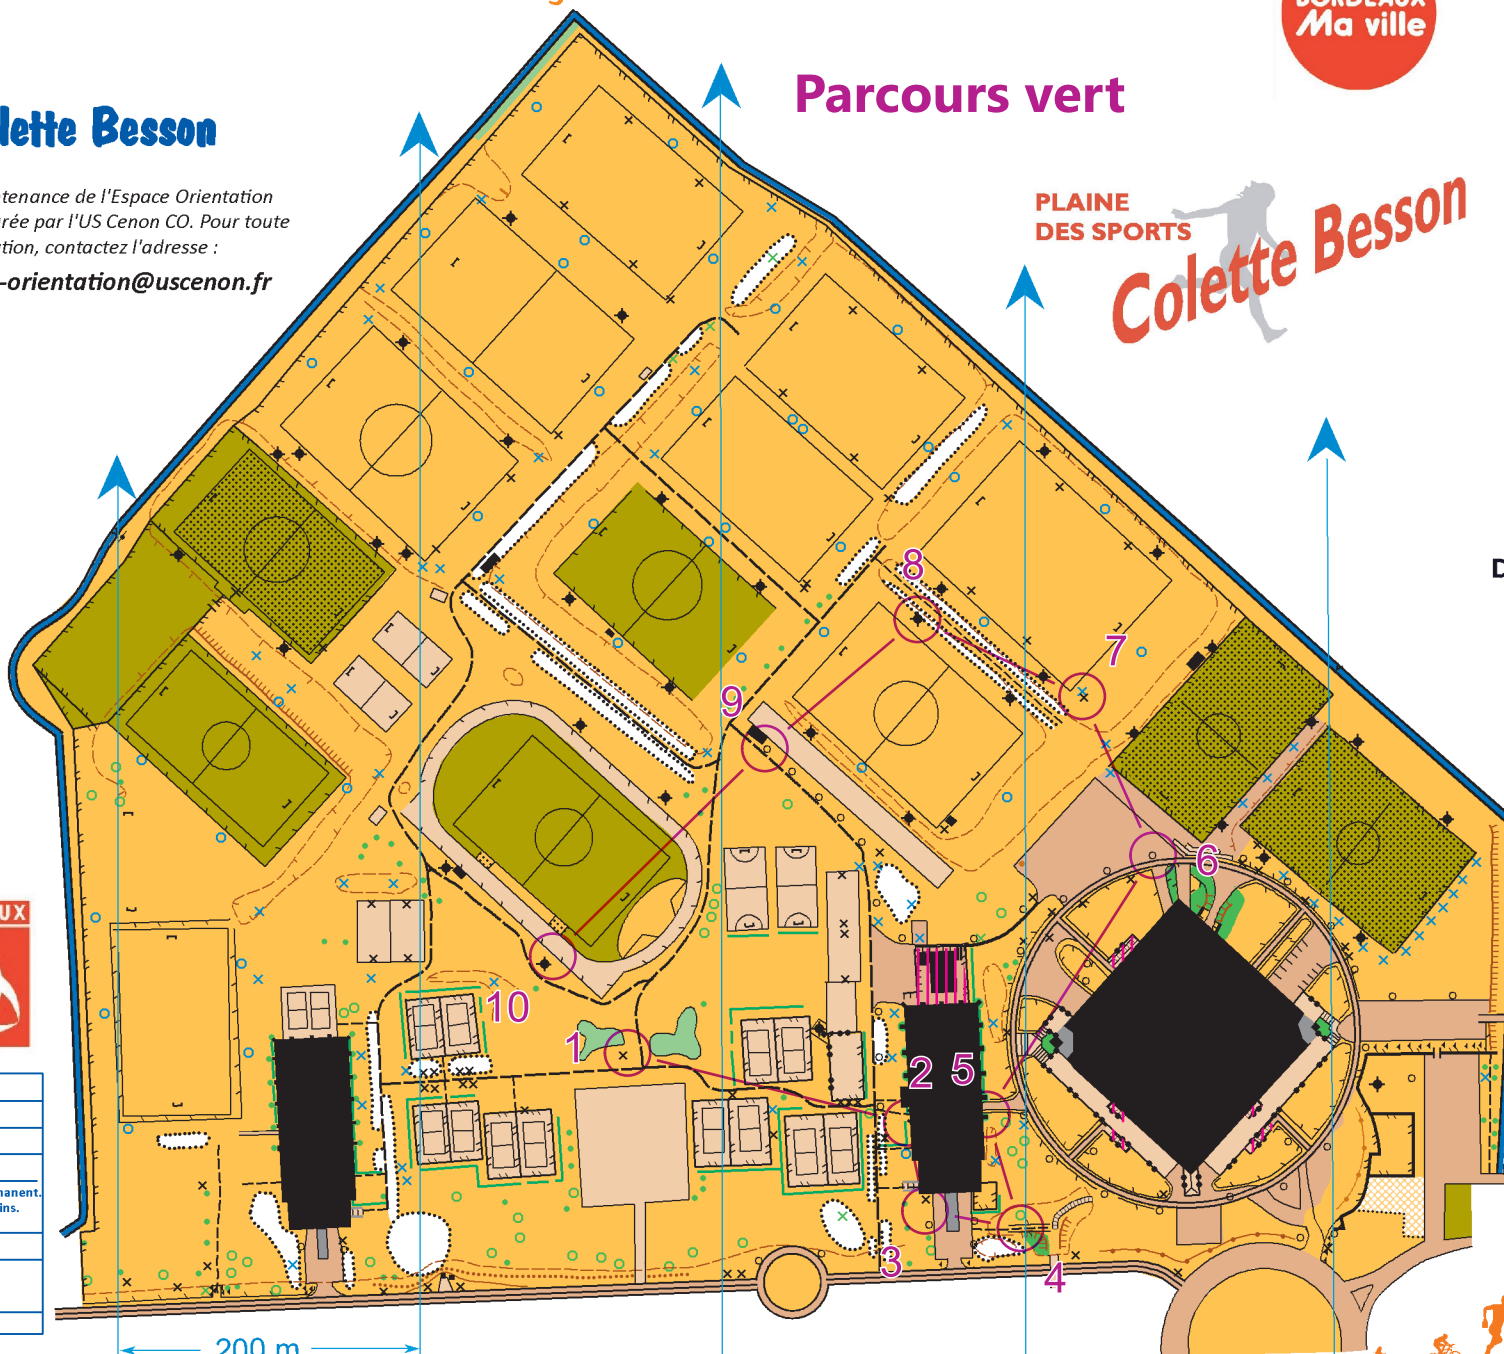 BORDEAUX
Ma ville
Parcours vert
lette Besson
tenance de l'Espace Orientation
rée par l'US Cenon CO. Pour toute
tion, contactez l'adresse :
-orientation@uscenon.fr
PLAINE
DES SPORTS
Colette Besson
D
8
7
9
6
10
1
2
5
3
4
UX
manent.
ins.
200 m